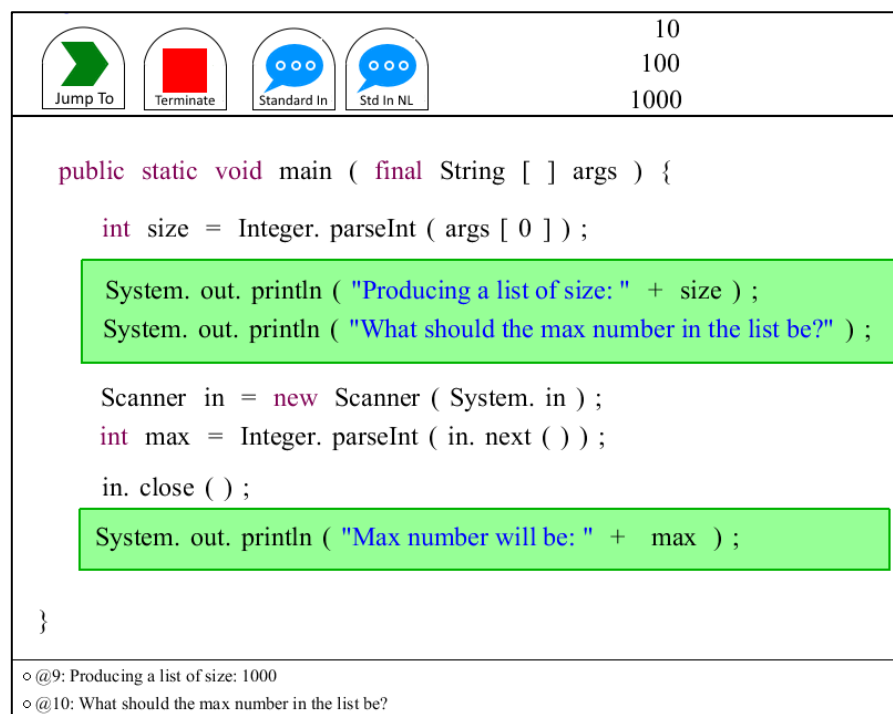 10
100
1000
Jump To Terminate Standard In Std In NL
public static void main ( final String [ ] args ) {
int size = Integer. parseInt ( args [ 0 ] ) ;
System. out. println ( "Producing a list of size: " + size ) ;
System. out. println ( "What should the max number in the list be?" ) ;
Scanner in = new Scanner ( System. in ) ;
int max = Integer. parseInt ( in. next ( ) ) ;
in. close ( ) ;
System. out. println ( "Max number will be: " + max ) ;
}
@9: Producing a list of size: 1000
@10: What should the max number in the list be?